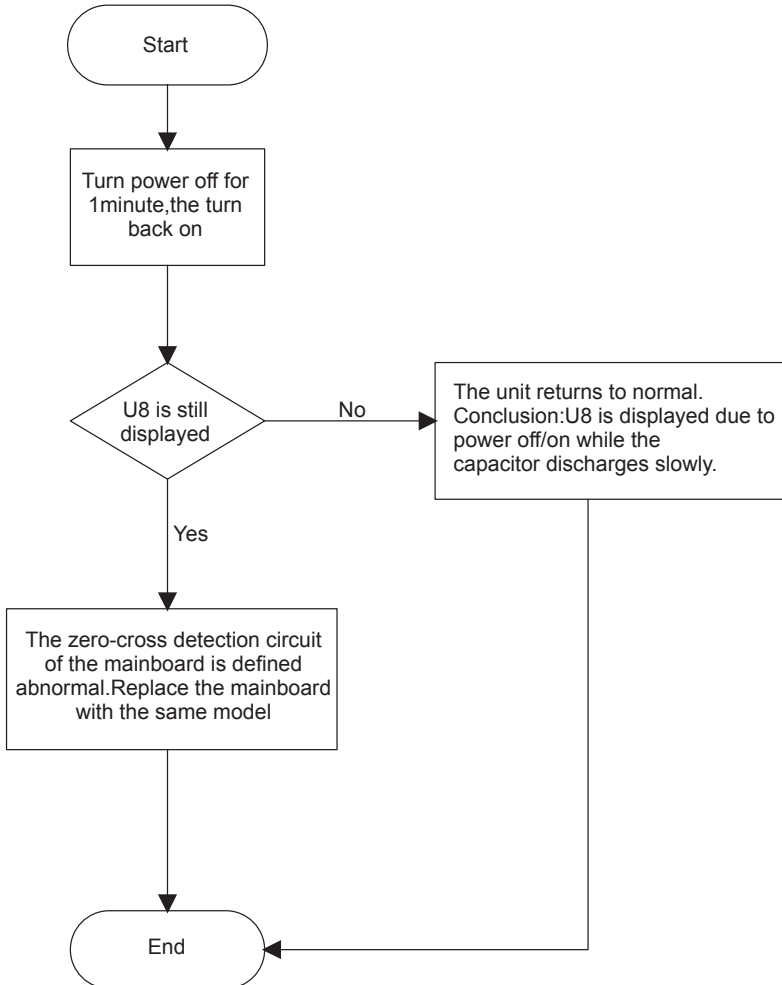 Start
Turn power off for
1minute,the turn
back on
U8 is still
displayed
No
The unit returns to normal.
Conclusion:U8 is displayed due to
power off/on while the
capacitor discharges slowly.
Yes
The zero-cross detection circuit
of the mainboard is defined
abnormal.Replace the mainboard
with the same model
End